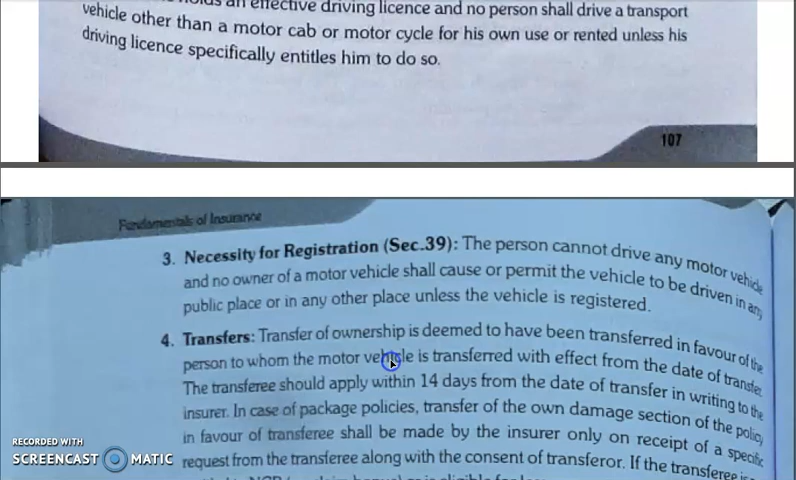 an effective driving licence and no person shall drive a transport
vehicle other than a motor cab or motor cycle for his own use or rented unless his
driving licence specifically entitles him to do so.
107
Fundamentals of Insurance
3. Necessity for Registration (Sec.39): The person cannot drive any motor vehicle
and no owner of a motor vehicle shall cause or permit the vehicle to be driven in any
public place or in any other place unless the vehicle is registered.
4. Transfers: Transfer of ownership is deemed to have been transferred in favour of the
person to whom the motor vehicle is transferred with effect from the date of transfer.
The transferee should apply within 14 days from the date of transfer in writing to the
insurer. In case of package policies, transfer of the own damage section of the policy
in favour of transferee shall be made by the insurer only on receipt of a specific
request from the transferee along with the consent of transferor. If the transferee is
RECORDED WITH
SCREENCAST MATIC